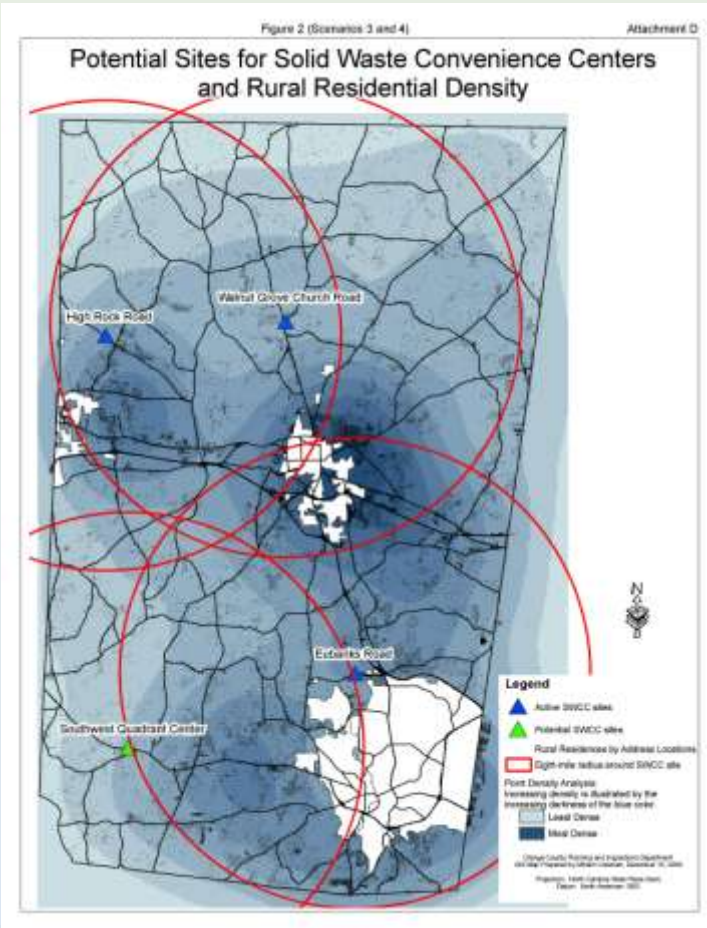 Figure 2 (Scenarios 3 and 4)
Attachment D
Potential Sites for Solid Waste Convenience Centers
and Rural Residential Density
Walnut Grove Church Road
High Rock Road
N
Eubanks Road
Southwest Quadrant Center
Legend
Active SWCC sites
Potential SWCC sites
Rural Residences by Address Locations
Eight-mile radius around SWCC site
Point Density Analysis:
Increasing density is illustrated by the
increasing darkness of the blue color.
Least Dense
Most Dense
Orange County Planning and Inspections Department